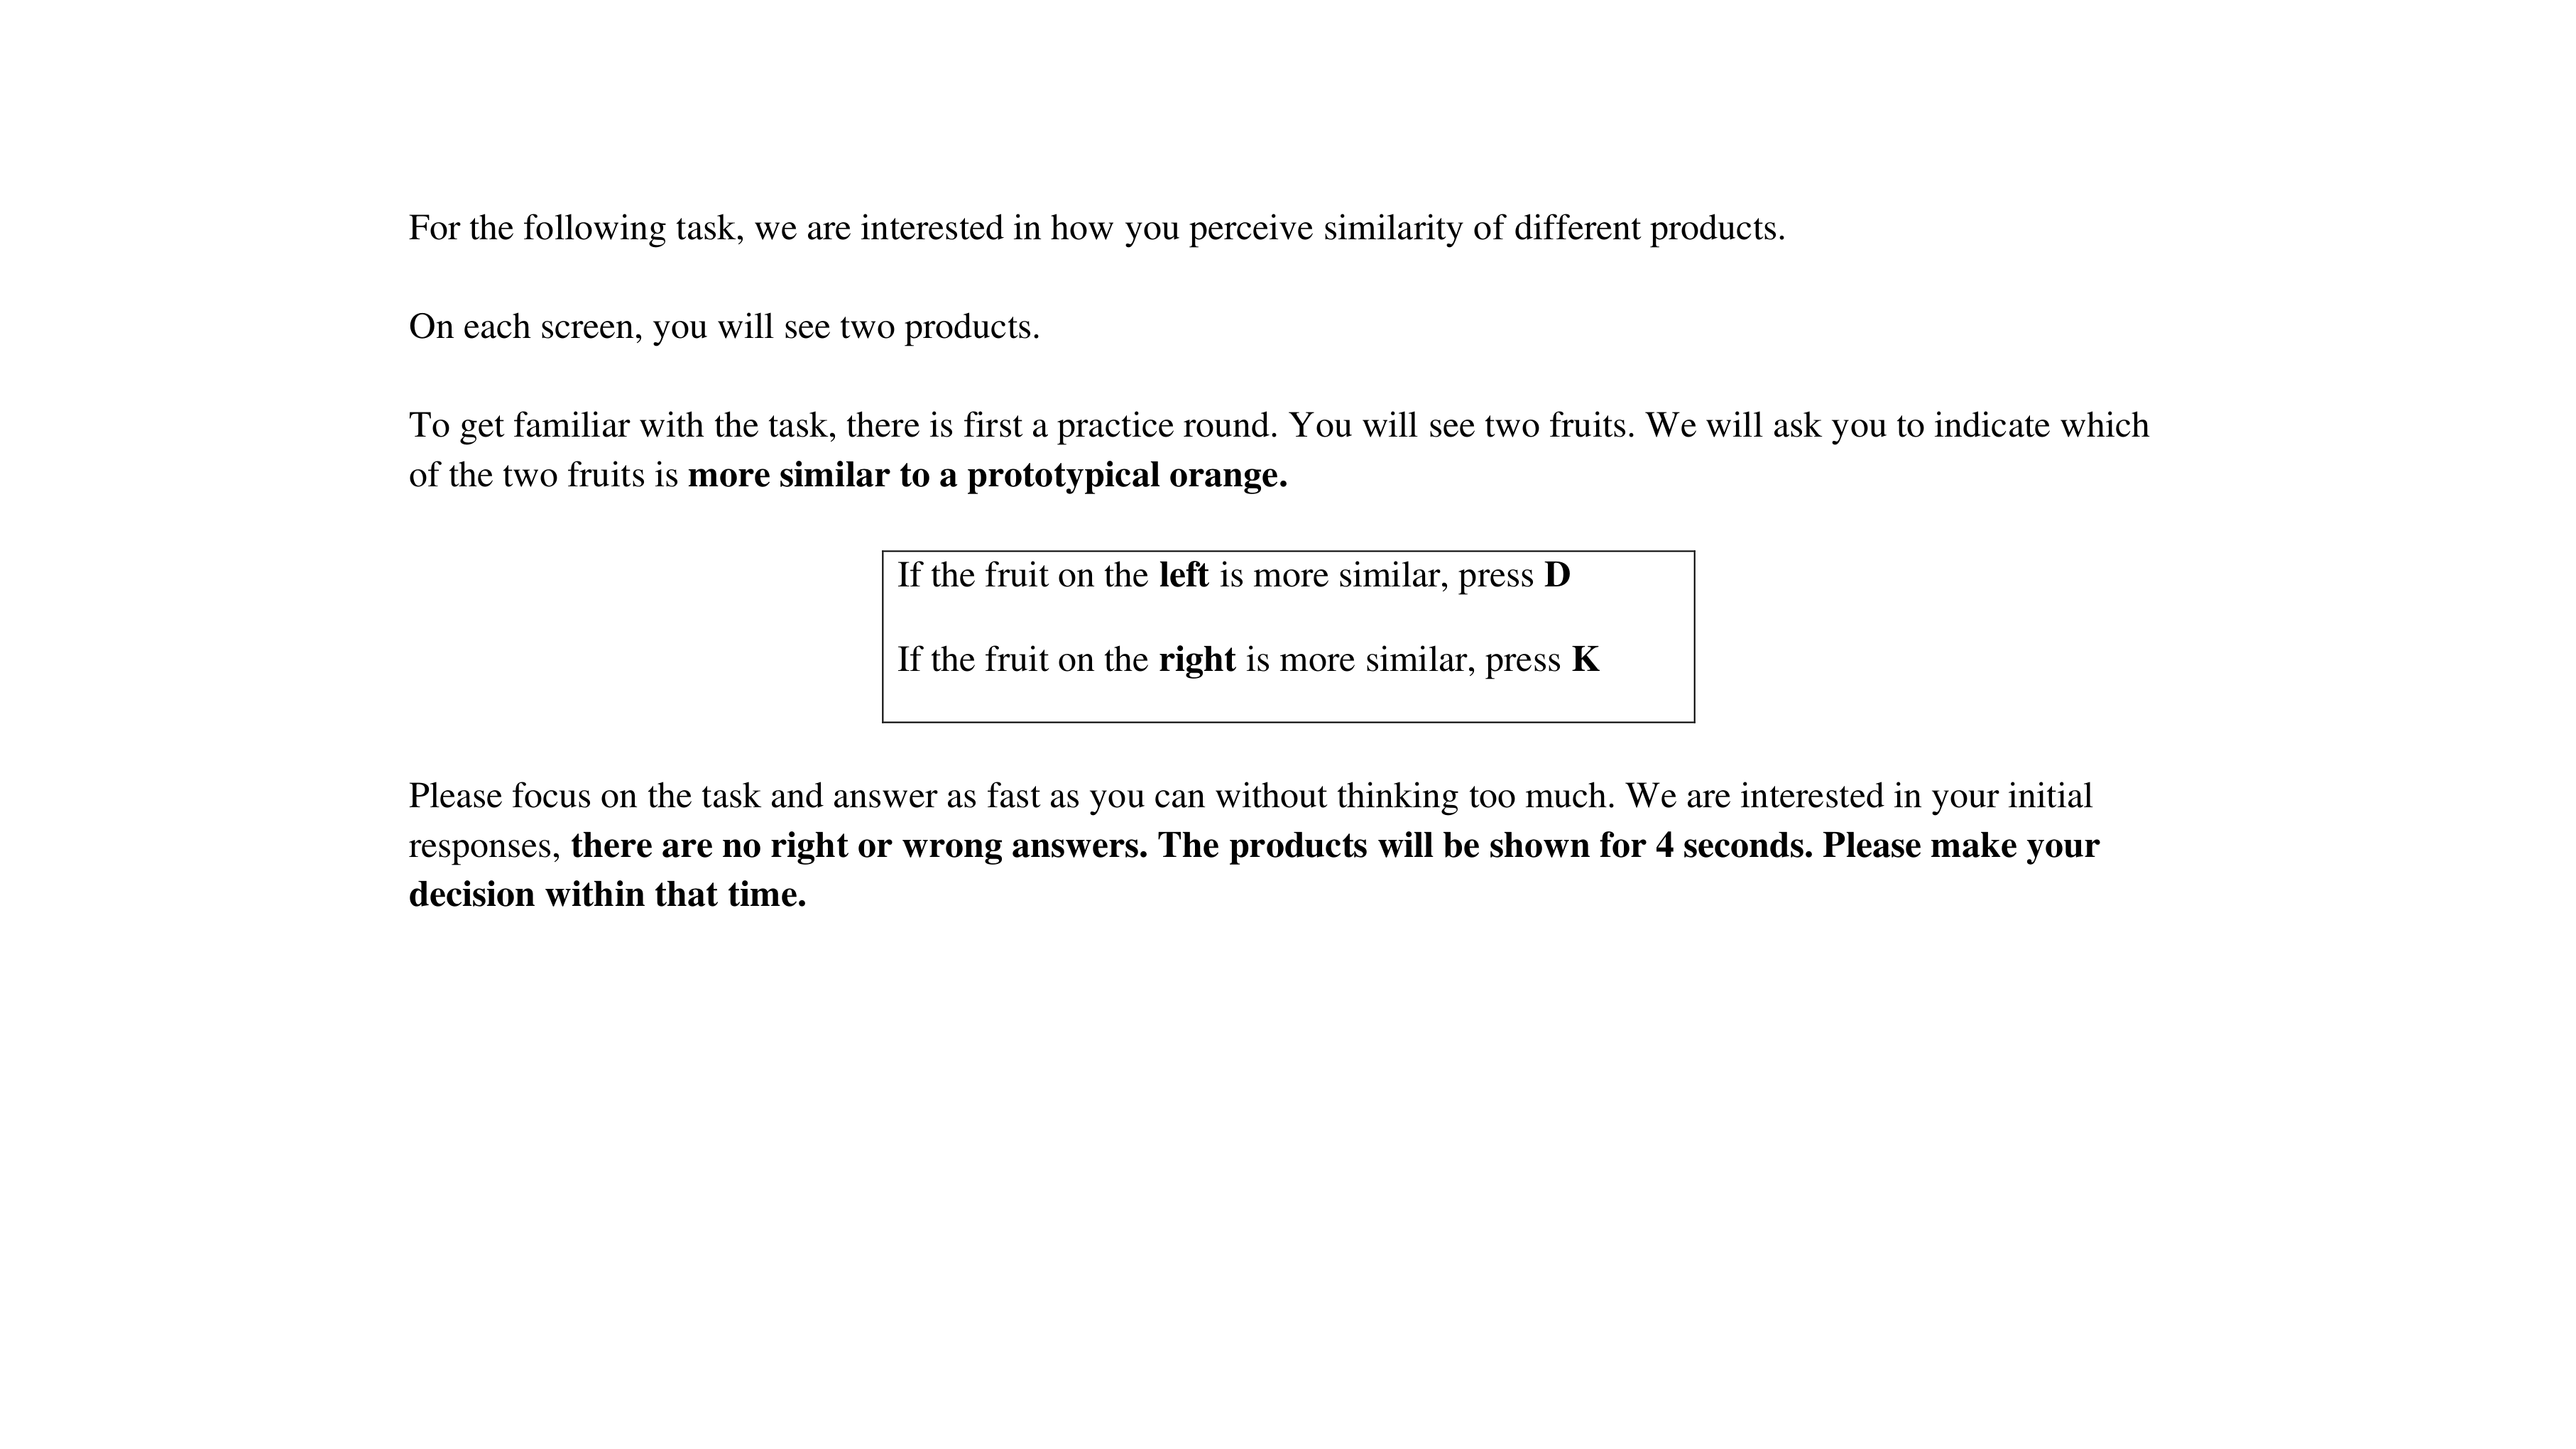 For the following task, we are interested in how you perceive similarity of different products.
On each screen, you will see two products.
To get familiar with the task, there is first a practice round. You will see two fruits. We will ask you to indicate which
of the two fruits is more similar to a prototypical orange.
If the fruit on the left is more similar, press D
If the fruit on the right is more similar, press K
Please focus on the task and answer as fast as you can without thinking too much. We are interested in your initial
responses, there are no right or wrong answers. The products will be shown for 4 seconds. Please make your
decision within that time.